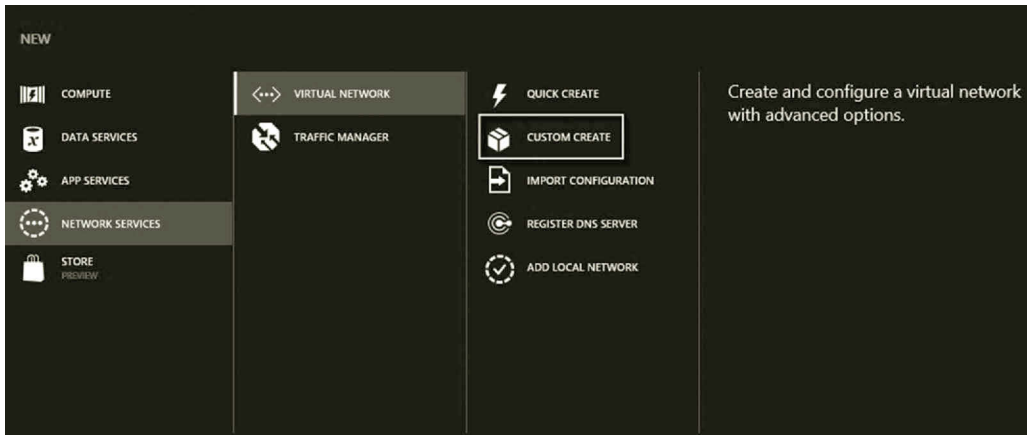 NEW
COMPUTE
DATA SERVICES
APP SERVICES
NETWORK SERVICES
STORE
PREVIEW
VIRTUAL NETWORK
TRAFFIC MANAGER
QUICK CREATE
CUSTOM CREATE
IMPORT CONFIGURATION
REGISTER DNS SERVER
ADD LOCAL NETWORK
Create and configure a virtual network
with advanced options.